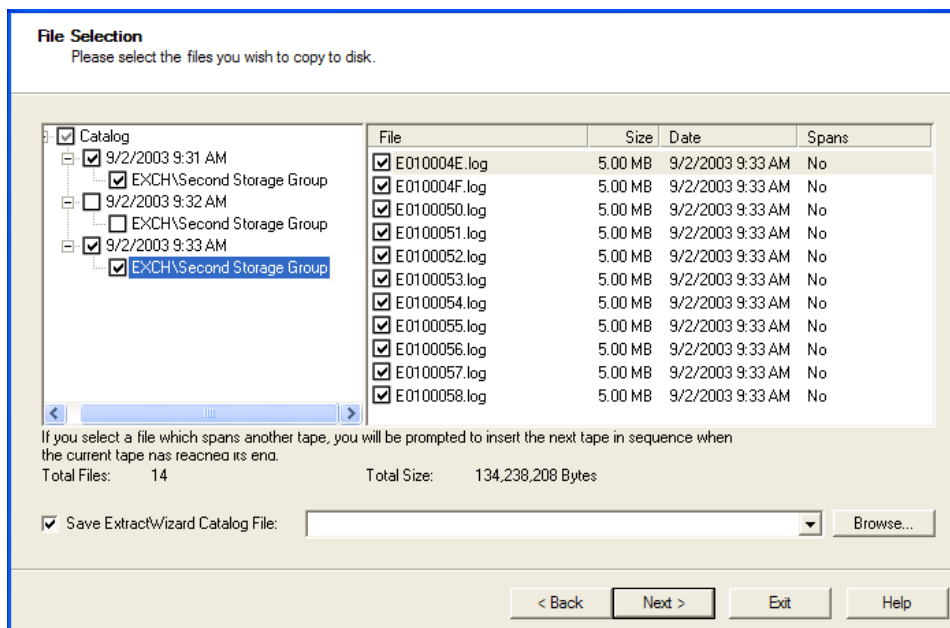 File Selection
Please select the files you wish to copy to disk.
Catalog
9/2/2003 9:31 AM
EXCH\Second Storage Group
9/2/2003 9:32 AM
EXCH\Second Storage Group
9/2/2003 9:33 AM
EXCH\Second Storage Group
File Size Date Spans
E010004E.log 5.00 MB 9/2/2003 9:33 AM No
E010004F.log 5.00 MB 9/2/2003 9:33 AM No
E0100050.log 5.00 MB 9/2/2003 9:33 AM No
E0100051.log 5.00 MB 9/2/2003 9:33 AM No
E0100052.log 5.00 MB 9/2/2003 9:33 AM No
E0100053.log 5.00 MB 9/2/2003 9:33 AM No
E0100054.log 5.00 MB 9/2/2003 9:33 AM No
E0100055.log 5.00 MB 9/2/2003 9:33 AM No
E0100056.log 5.00 MB 9/2/2003 9:33 AM No
E0100057.log 5.00 MB 9/2/2003 9:33 AM No
E0100058.log 5.00 MB 9/2/2003 9:33 AM No
If you select a file which spans another tape, you will be prompted to insert the next tape in sequence when
the current tape has reached its end.
Total Files: 14 Total Size: 134,238,208 Bytes
Save ExtractWizard Catalog File: Browse...
< Back Next > Exit Help